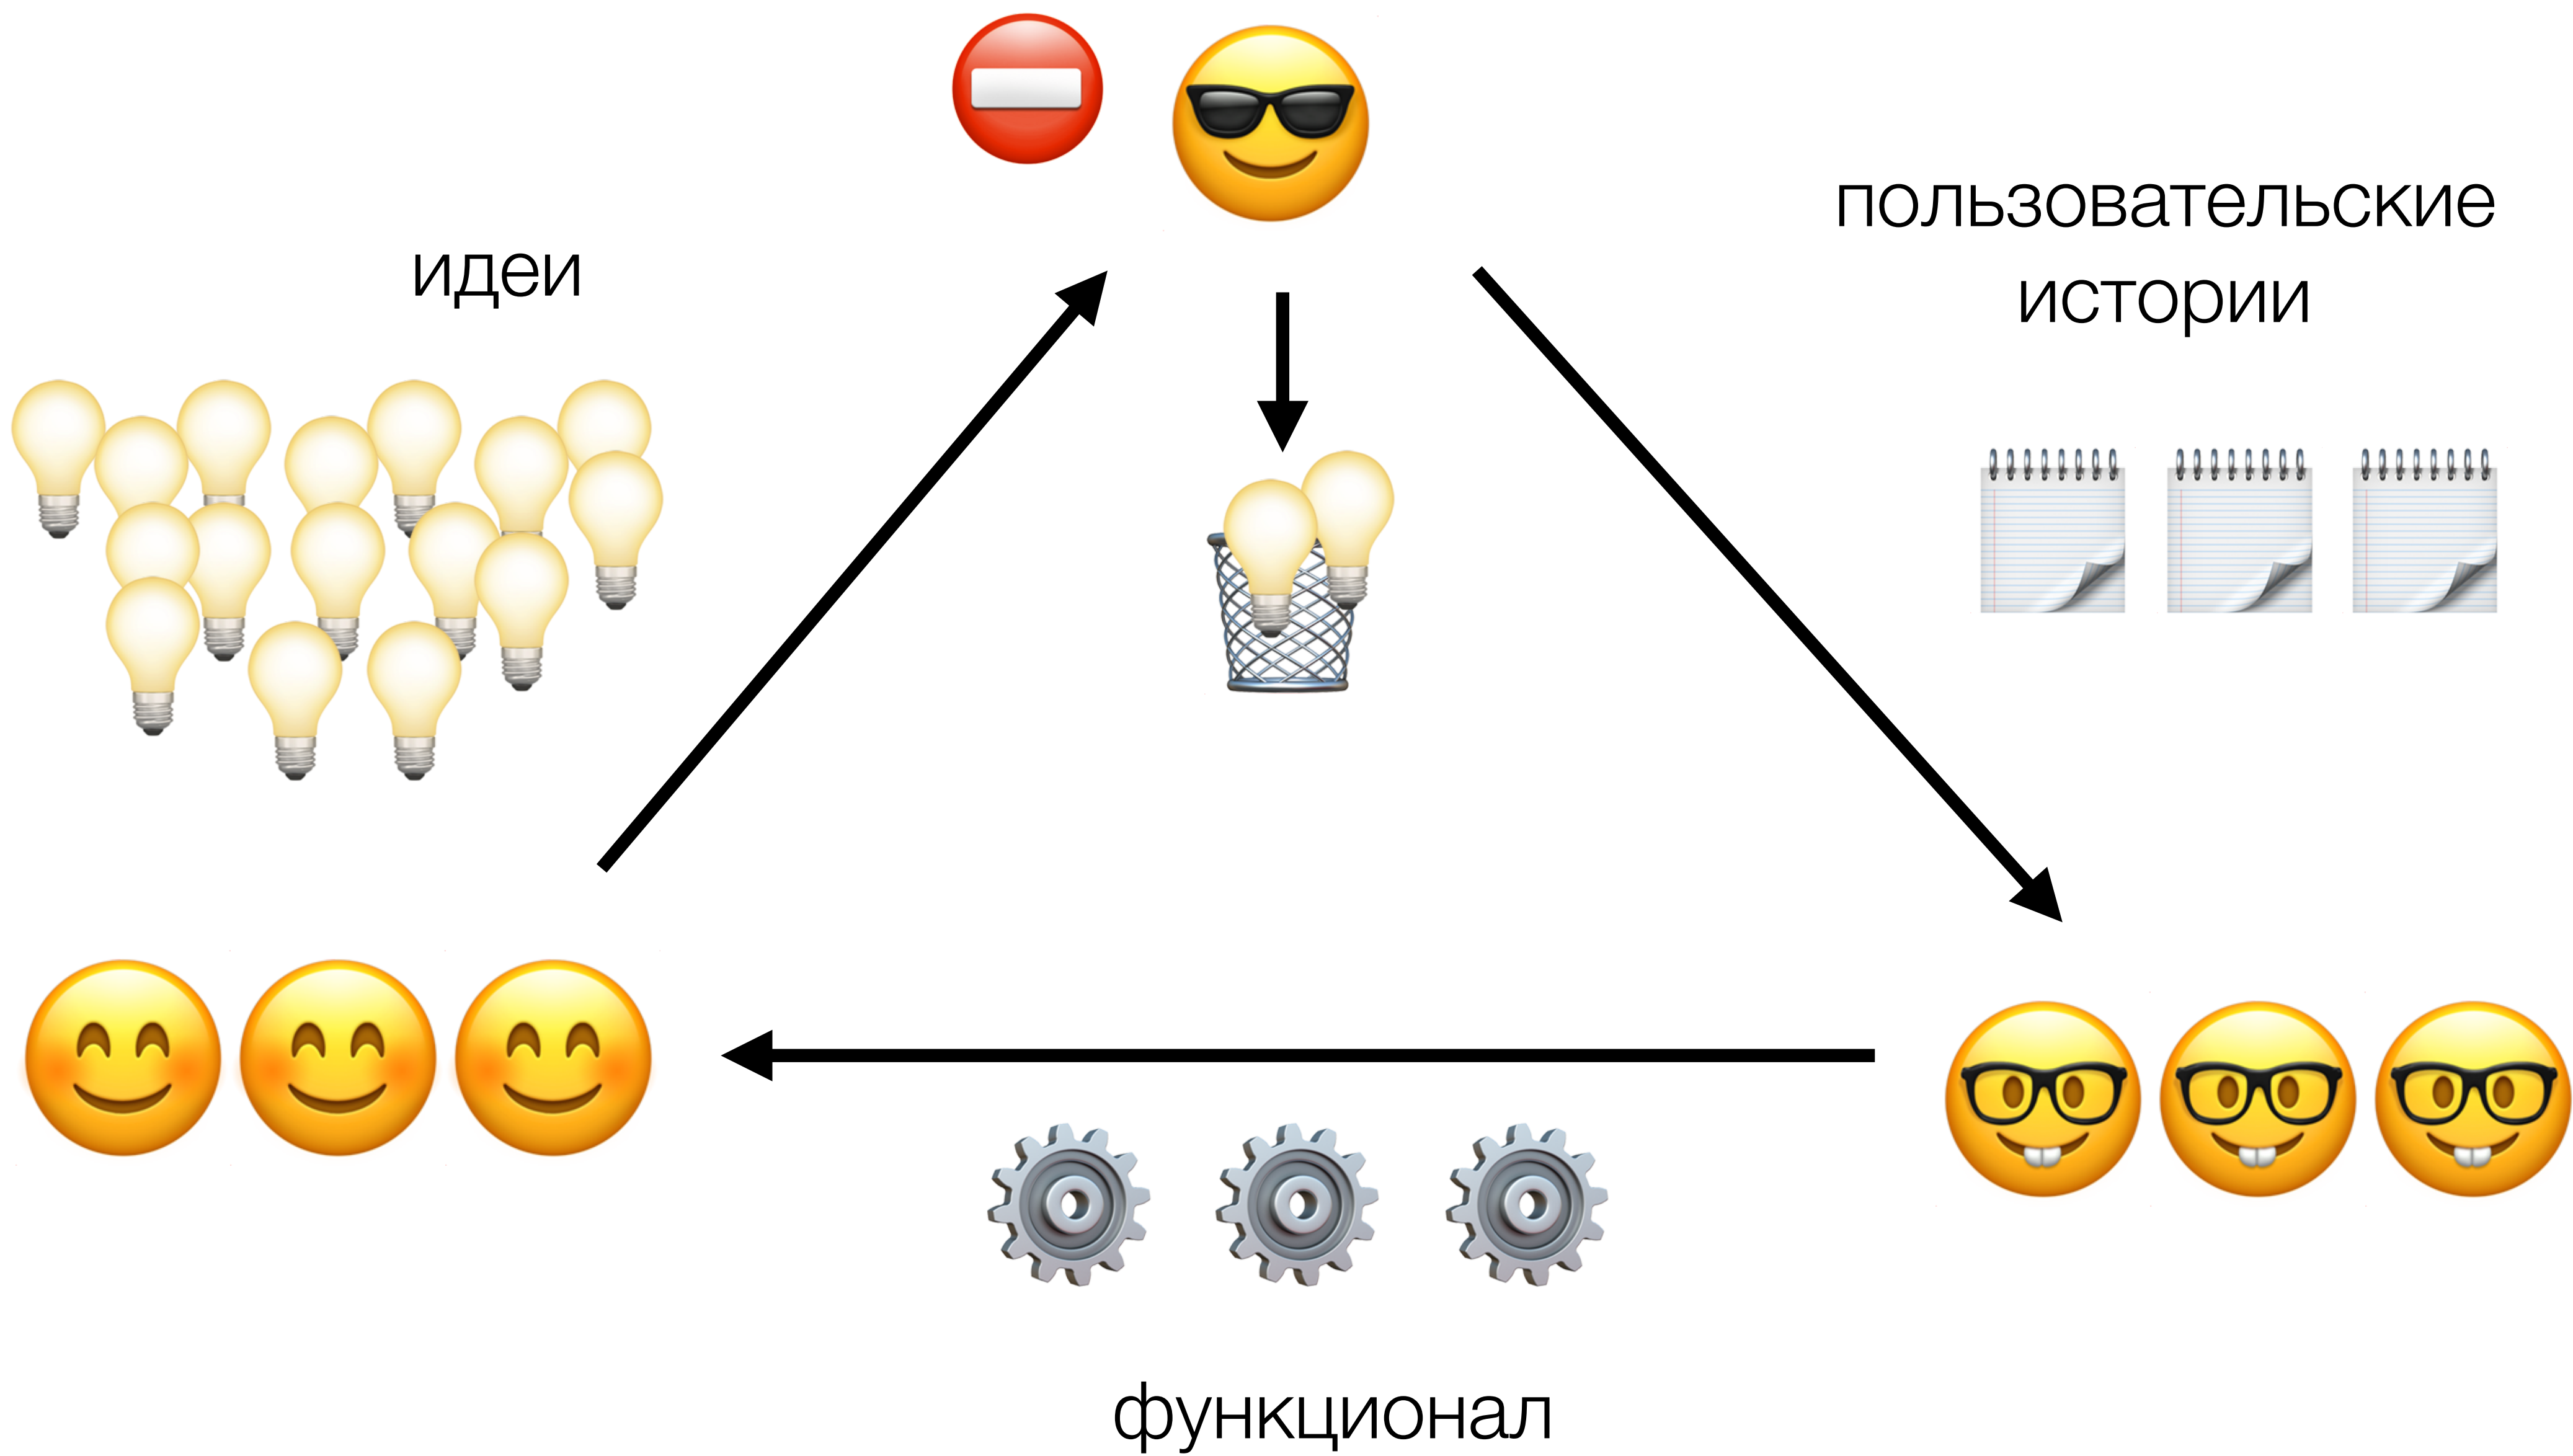 идеи
пользовательские
истории
функционал